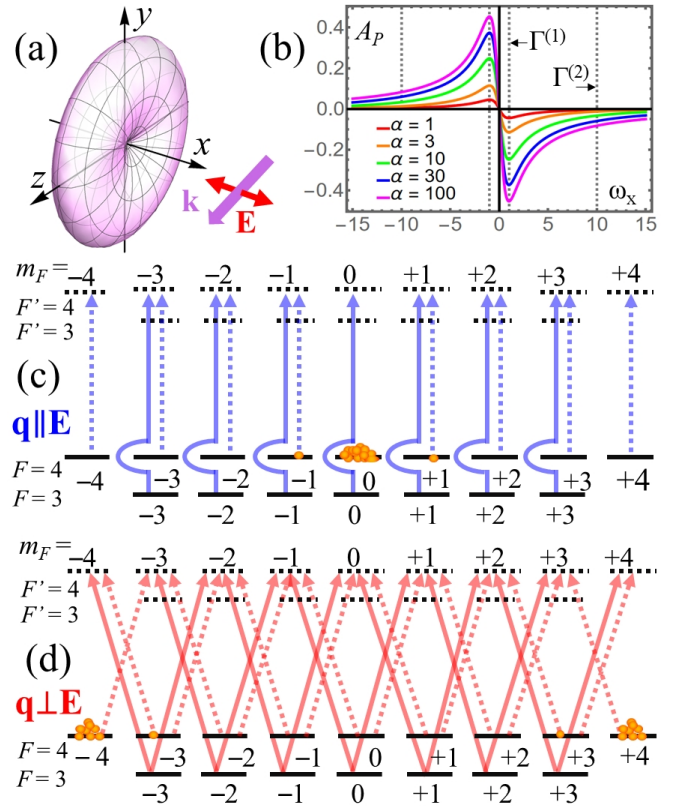 (a)
y
x
z
k
E
(b)
A_P
Γ^(1)
Γ^(2)
0.4
0.2
0.0
−0.2
−0.4
α = 1
α = 3
α = 10
α = 30
α = 100
ω_x
−15 −10 −5 0 5 10 15
m_F = −4 −3 −2 −1 0 +1 +2 +3 +4
F' = 4
F' = 3
(c)
q∥E
F = 4
−4 −3 −2 −1 0 +1 +2 +3 +4
F = 3
−3 −2 −1 0 +1 +2 +3
m_F = −4 −3 −2 −1 0 +1 +2 +3 +4
F' = 4
F' = 3
(d)
q⊥E
F = 4
−4 −3 −2 −1 0 +1 +2 +3 +4
F = 3
−3 −2 −1 0 +1 +2 +3